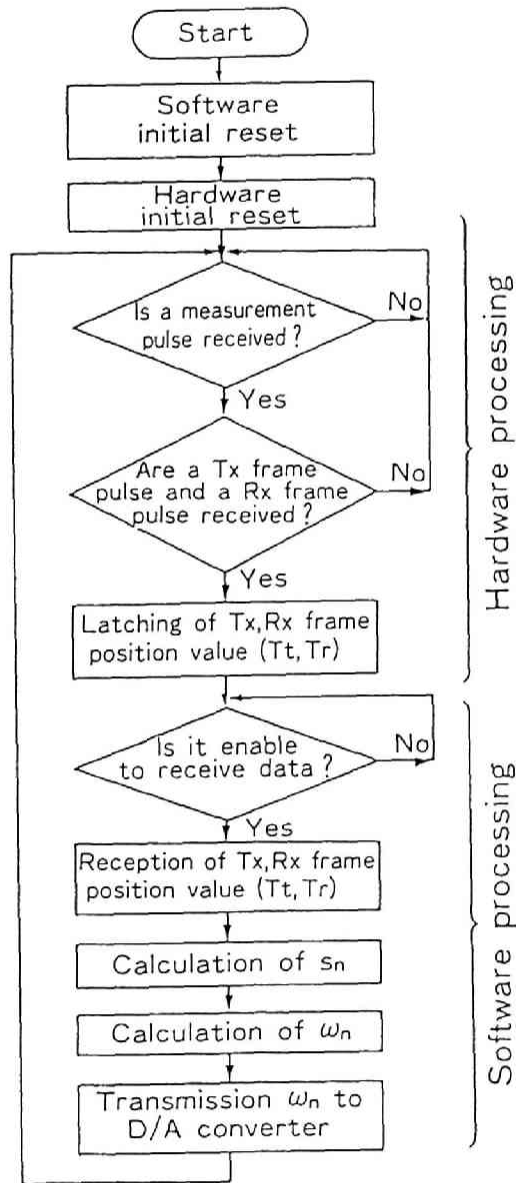 Start
Software
initial reset
Hardware
initial reset
Is a measurement
pulse received?
No
Yes
Are a Tx frame
pulse and a Rx frame
pulse received?
No
Yes
Latching of Tx,Rx frame
position value (Tt,Tr)
Hardware processing
Is it enable
to receive data?
No
Yes
Reception of Tx,Rx frame
position value (Tt,Tr)
Calculation of sn
Calculation of ωn
Transmission ωn to
D/A converter
Software processing